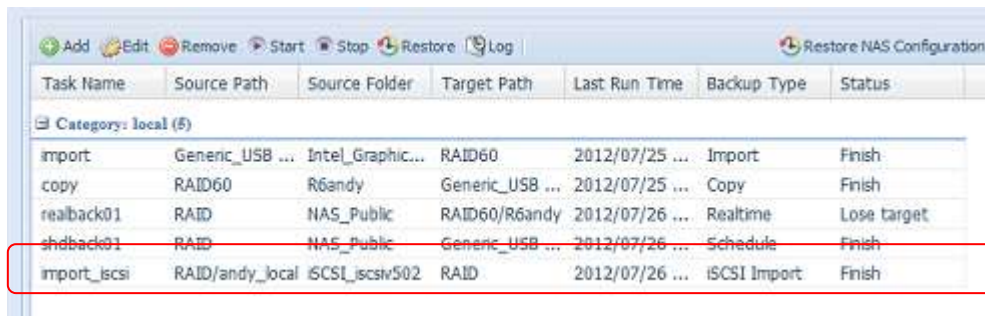 Add Edit Remove Start Stop Restore Log Restore NAS Configuration
Task Name Source Path Source Folder Target Path Last Run Time Backup Type Status
Category: local (5)
import Generic_USB ... Intel_Graphic... RAID60 2012/07/25 ... Import Finish
copy RAID60 R6andy Generic_USB ... 2012/07/25 ... Copy Finish
realback01 RAID NAS_Public RAID60/R6andy 2012/07/26 ... Realtime Lose target
shdback01 RAID NAS_Public Generic_USB ... 2012/07/26 ... Schedule Finish
import_iscsi RAID/andy_local iSCSI_iscsiv502 RAID 2012/07/26 ... iSCSI Import Finish